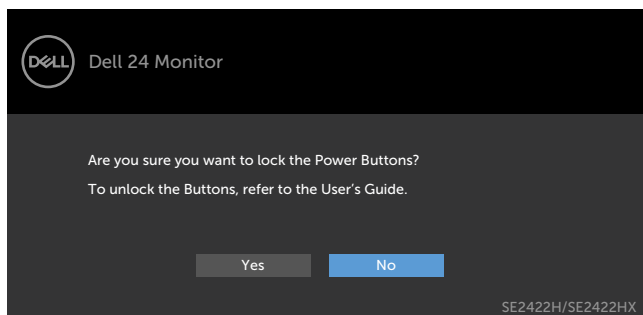 DELL Dell 24 Monitor
Are you sure you want to lock the Power Buttons?
To unlock the Buttons, refer to the User's Guide.
Yes No
SE2422H/SE2422HX